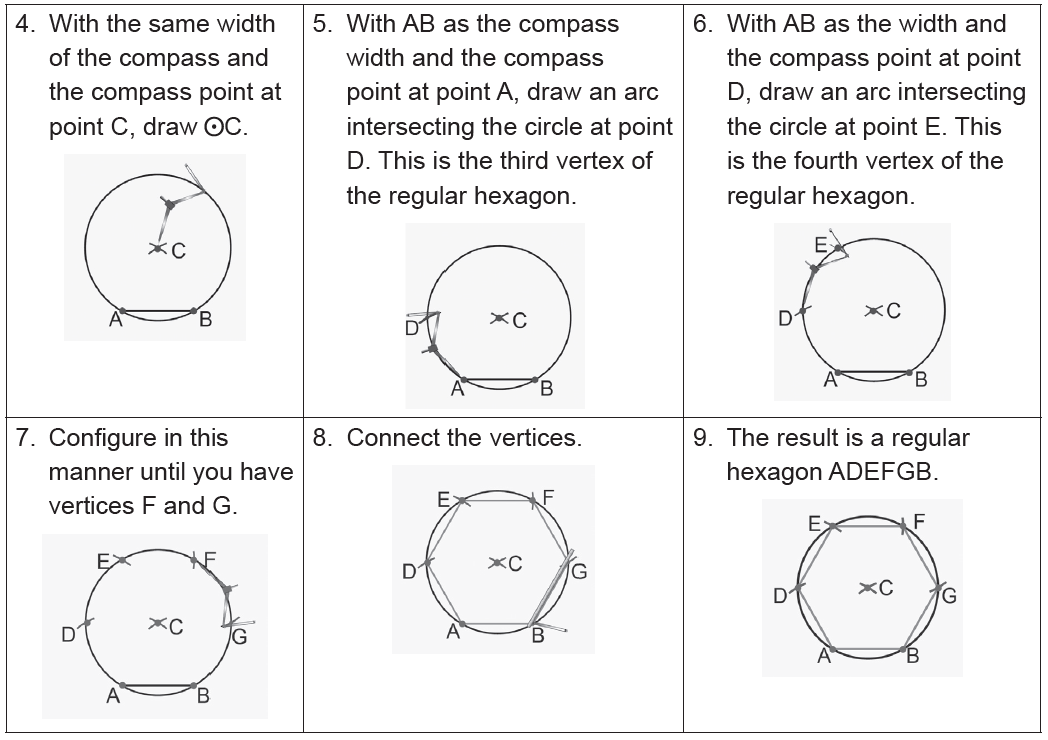 4. With the same width
of the compass and
the compass point at
point C, draw ⊙C.
C
A
B
5. With AB as the compass
width and the compass
point at point A, draw an arc
intersecting the circle at point
D. This is the third vertex of
the regular hexagon.
D
C
A
B
6. With AB as the width and
the compass point at point
D, draw an arc intersecting
the circle at point E. This
is the fourth vertex of the
regular hexagon.
E
D
C
A
B
7. Configure in this
manner until you have
vertices F and G.
E
F
D
C
G
A
B
8. Connect the vertices.
E
F
D
C
G
A
B
9. The result is a regular
hexagon ADEFGB.
E
F
D
C
G
A
B